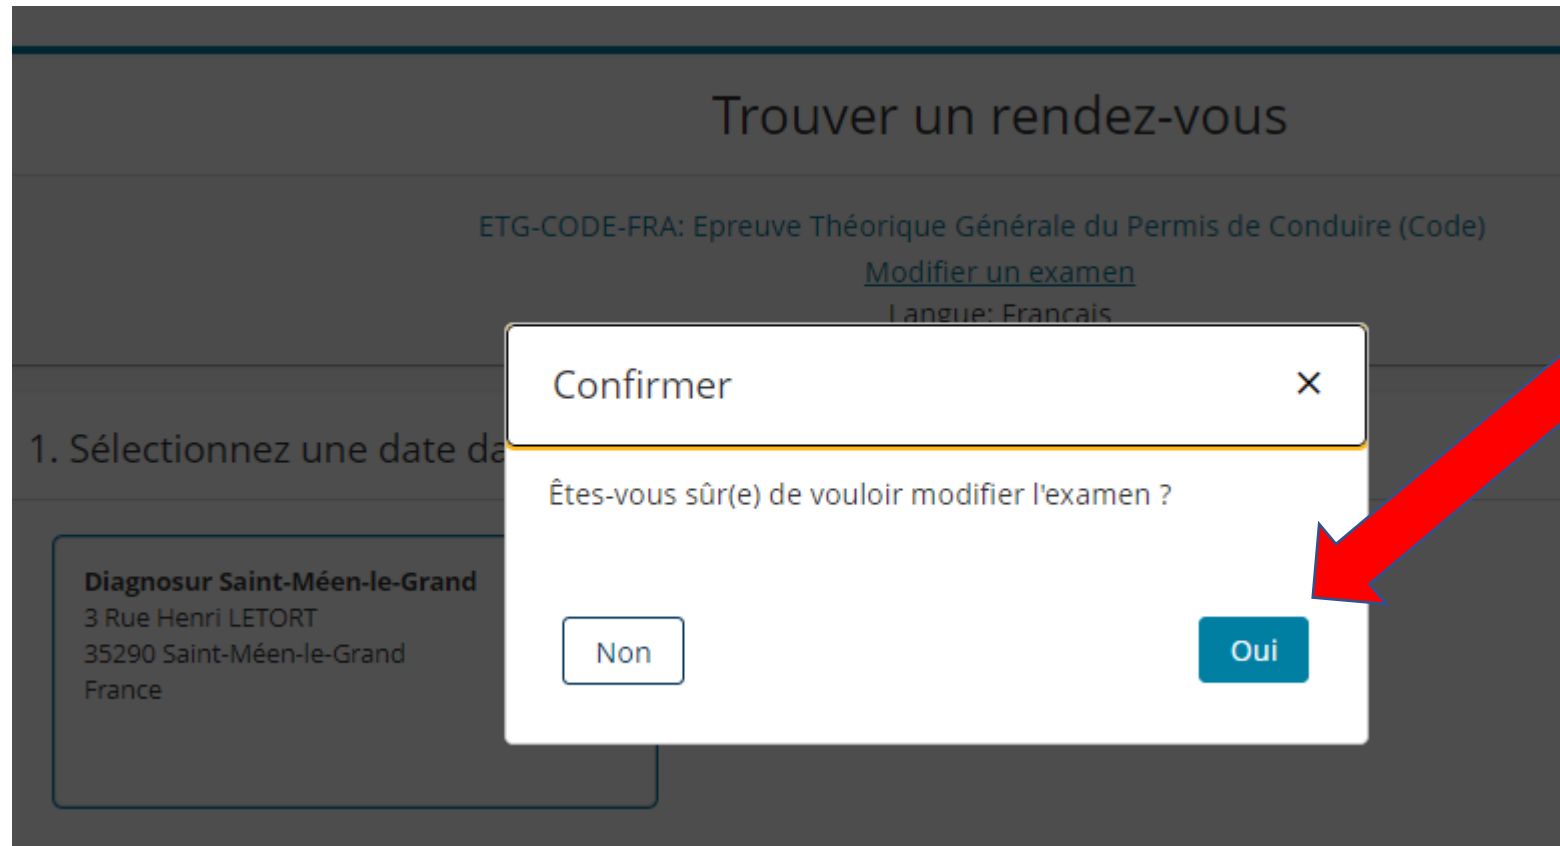 Trouver un rendez-vous
ETG-CODE-FRA: Epreuve Théorique Générale du Permis de Conduire (Code)
Modifier un examen
Langue: Français
Confirmer
×
1. Sélectionnez une date da
Êtes-vous sûr(e) de vouloir modifier l'examen ?
Diagnosur Saint-Méen-le-Grand
3 Rue Henri LETORT
35290 Saint-Méen-le-Grand
France
Non
Oui